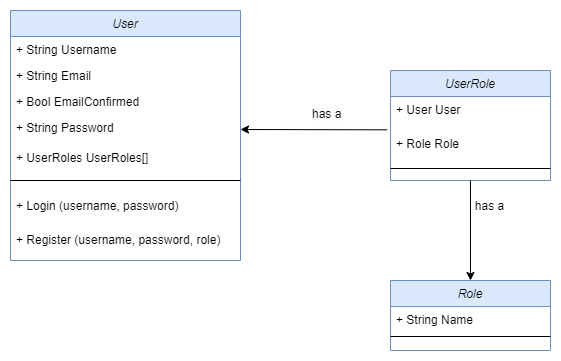 User
+ String Username
+ String Email
+ Bool EmailConfirmed
+ String Password
+ UserRoles UserRoles[]
+ Login (username, password)
+ Register (username, password, role)
has a
UserRole
+ User User
+ Role Role
has a
Role
+ String Name